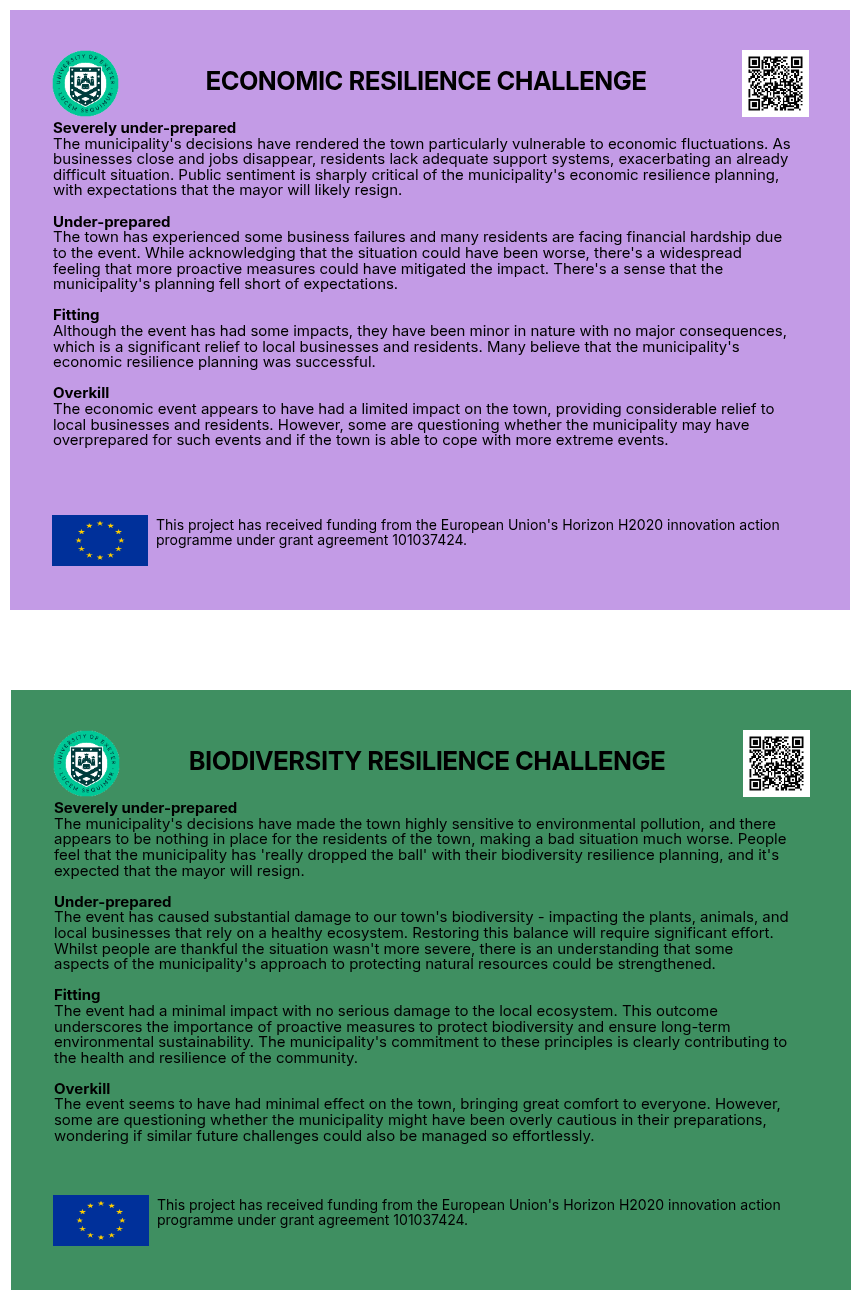 UNIVERSITY OF EXETER
LUCEM SEQUIMUR
ECONOMIC RESILIENCE CHALLENGE
Severely under-prepared
The municipality's decisions have rendered the town particularly vulnerable to economic fluctuations. As
businesses close and jobs disappear, residents lack adequate support systems, exacerbating an already
difficult situation. Public sentiment is sharply critical of the municipality's economic resilience planning,
with expectations that the mayor will likely resign.
Under-prepared
The town has experienced some business failures and many residents are facing financial hardship due
to the event. While acknowledging that the situation could have been worse, there's a widespread
feeling that more proactive measures could have mitigated the impact. There's a sense that the
municipality's planning fell short of expectations.
Fitting
Although the event has had some impacts, they have been minor in nature with no major consequences,
which is a significant relief to local businesses and residents. Many believe that the municipality's
economic resilience planning was successful.
Overkill
The economic event appears to have had a limited impact on the town, providing considerable relief to
local businesses and residents. However, some are questioning whether the municipality may have
overprepared for such events and if the town is able to cope with more extreme events.
This project has received funding from the European Union's Horizon H2020 innovation action
programme under grant agreement 101037424.
UNIVERSITY OF EXETER
LUCEM SEQUIMUR
BIODIVERSITY RESILIENCE CHALLENGE
Severely under-prepared
The municipality's decisions have made the town highly sensitive to environmental pollution, and there
appears to be nothing in place for the residents of the town, making a bad situation much worse. People
feel that the municipality has 'really dropped the ball' with their biodiversity resilience planning, and it's
expected that the mayor will resign.
Under-prepared
The event has caused substantial damage to our town's biodiversity - impacting the plants, animals, and
local businesses that rely on a healthy ecosystem. Restoring this balance will require significant effort.
Whilst people are thankful the situation wasn't more severe, there is an understanding that some
aspects of the municipality's approach to protecting natural resources could be strengthened.
Fitting
The event had a minimal impact with no serious damage to the local ecosystem. This outcome
underscores the importance of proactive measures to protect biodiversity and ensure long-term
environmental sustainability. The municipality's commitment to these principles is clearly contributing to
the health and resilience of the community.
Overkill
The event seems to have had minimal effect on the town, bringing great comfort to everyone. However,
some are questioning whether the municipality might have been overly cautious in their preparations,
wondering if similar future challenges could also be managed so effortlessly.
This project has received funding from the European Union's Horizon H2020 innovation action
programme under grant agreement 101037424.